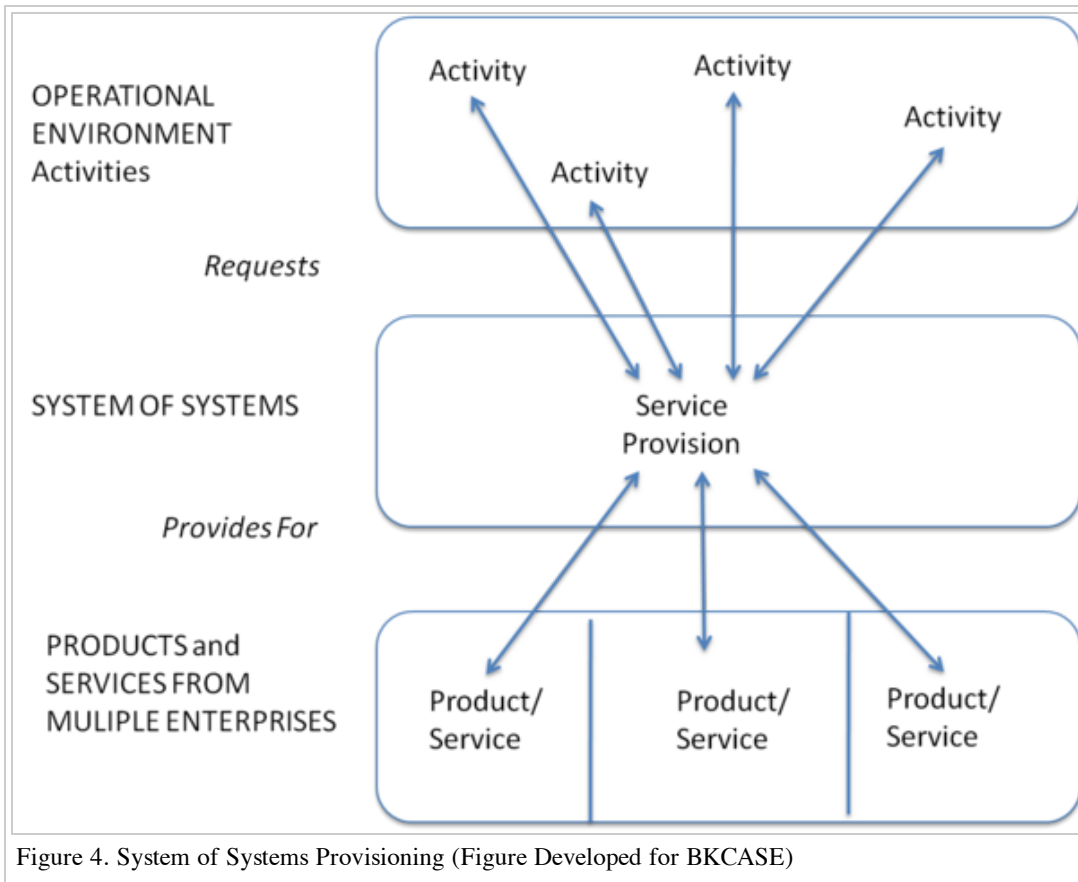 Activity
Activity
OPERATIONAL
ENVIRONMENT
Activities
Activity
Activity
Requests
SYSTEM OF SYSTEMS
Service
Provision
Provides For
PRODUCTS and
SERVICES FROM
MULIPLE ENTERPRISES
Product/
Service
Product/
Service
Product/
Service
Figure 4. System of Systems Provisioning (Figure Developed for BKCASE)